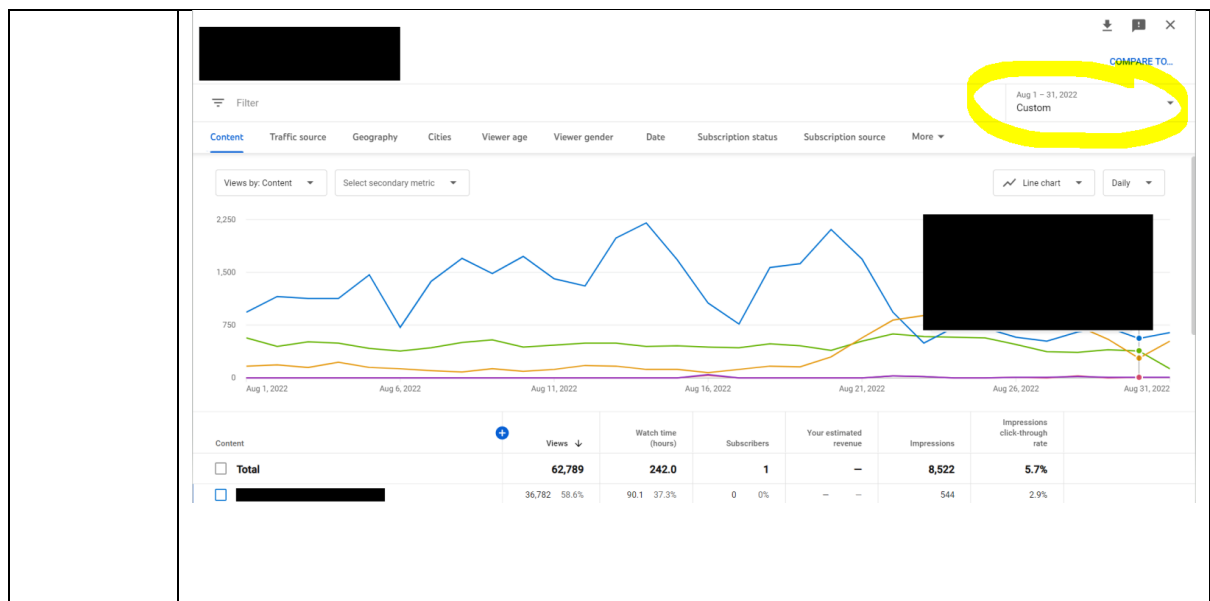 COMPARE TO...
Filter
Aug 1 – 31, 2022
Custom
Content Traffic source Geography Cities Viewer age Viewer gender Date Subscription status Subscription source More
Views by: Content Select secondary metric Line chart Daily
2,250
1,500
750
0
Aug 1, 2022 Aug 6, 2022 Aug 11, 2022 Aug 16, 2022 Aug 21, 2022 Aug 26, 2022 Aug 31, 2022
Content Views Watch time (hours) Subscribers Your estimated revenue Impressions Impressions click-through rate
Total 62,789 242.0 1 — 8,522 5.7%
36,782 58.6% 90.1 37.3% 0 0% — — 544 2.9%